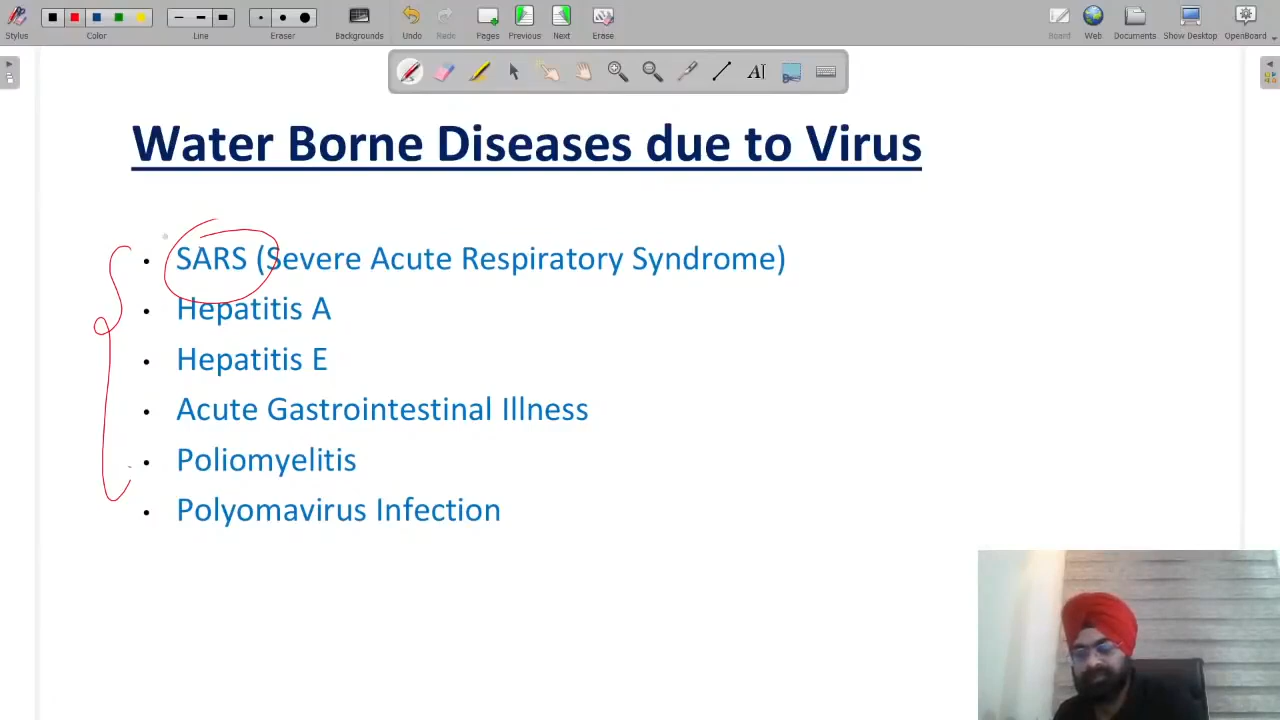 Stylus
Color
Line
Eraser
Backgrounds
Undo
Redo
Pages
Previous
Next
Erase
Board
Web
Documents
Show Desktop
OpenBoard
AI
Water Borne Diseases due to Virus
• SARS (Severe Acute Respiratory Syndrome)
• Hepatitis A
• Hepatitis E
• Acute Gastrointestinal Illness
• Poliomyelitis
• Polyomavirus Infection